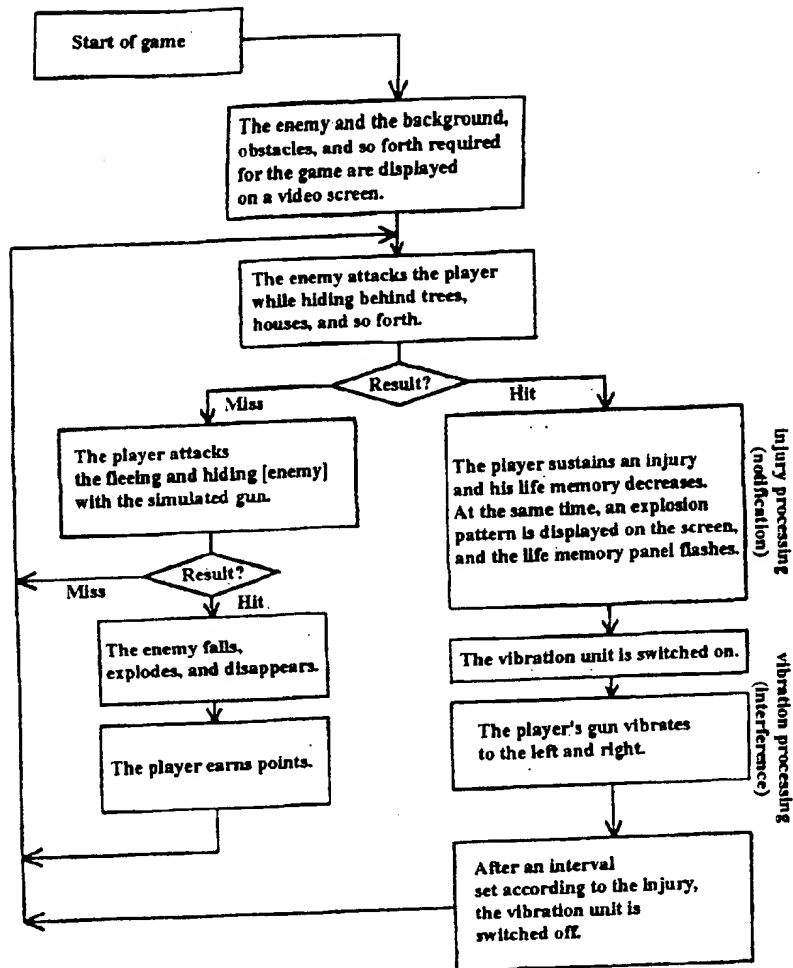 Start of game
The enemy and the background,
obstacles, and so forth required
for the game are displayed
on a video screen.
The enemy attacks the player
while hiding behind trees,
houses, and so forth.
Result?
Miss
Hit
The player attacks
the fleeing and hiding [enemy]
with the simulated gun.
The player sustains an injury
and his life memory decreases.
At the same time, an explosion
pattern is displayed on the screen,
and the life memory panel flashes.
injury processing
(notification)
Result?
Miss
Hit
The enemy falls,
explodes, and disappears.
The vibration unit is switched on.
The player earns points.
The player's gun vibrates
to the left and right.
vibration processing
(interference)
After an interval
set according to the injury,
the vibration unit is
switched off.